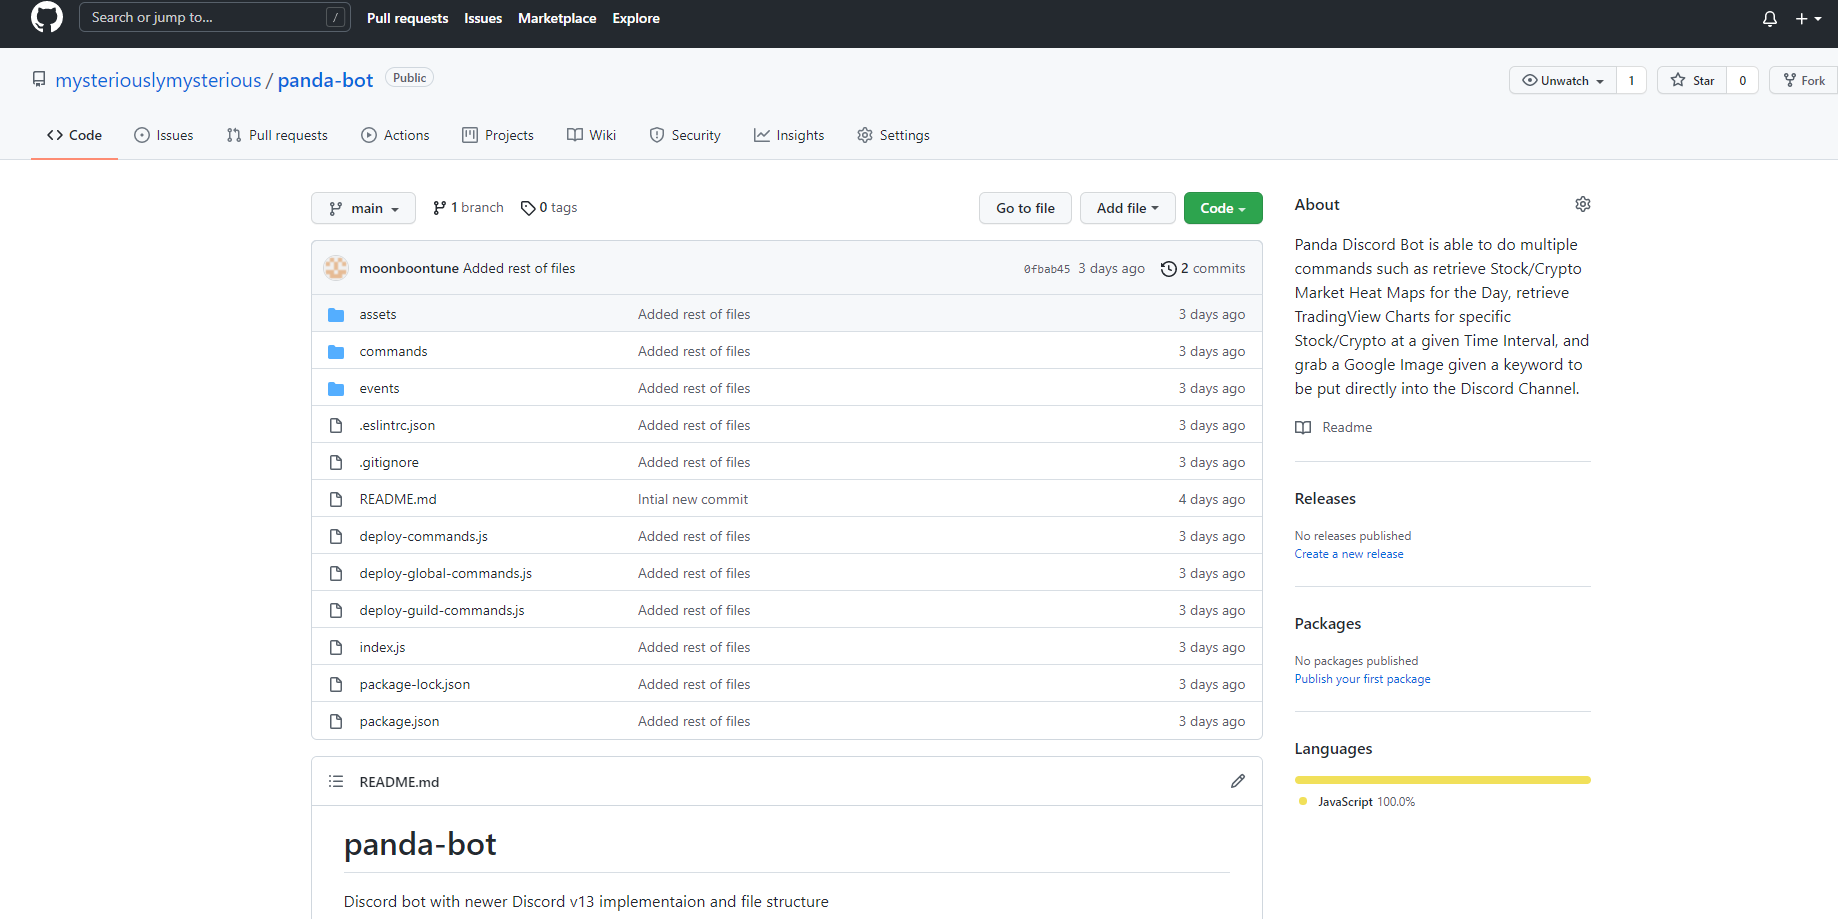 Search or jump to... /
Pull requests Issues Marketplace Explore
mysteriouslymysterious / panda-bot Public
Unwatch 1 Star 0 Fork
Code Issues Pull requests Actions Projects Wiki Security Insights Settings
main 1 branch 0 tags Go to file Add file Code
moonboontune Added rest of files 0fbab45 3 days ago 2 commits
assets Added rest of files 3 days ago
commands Added rest of files 3 days ago
events Added rest of files 3 days ago
.eslintrc.json Added rest of files 3 days ago
.gitignore Added rest of files 3 days ago
README.md Intial new commit 4 days ago
deploy-commands.js Added rest of files 3 days ago
deploy-global-commands.js Added rest of files 3 days ago
deploy-guild-commands.js Added rest of files 3 days ago
index.js Added rest of files 3 days ago
package-lock.json Added rest of files 3 days ago
package.json Added rest of files 3 days ago
README.md
panda-bot
Discord bot with newer Discord v13 implementaion and file structure
About
Panda Discord Bot is able to do multiple
commands such as retrieve Stock/Crypto
Market Heat Maps for the Day, retrieve
TradingView Charts for specific
Stock/Crypto at a given Time Interval, and
grab a Google Image given a keyword to
be put directly into the Discord Channel.
Readme
Releases
No releases published
Create a new release
Packages
No packages published
Publish your first package
Languages
JavaScript 100.0%